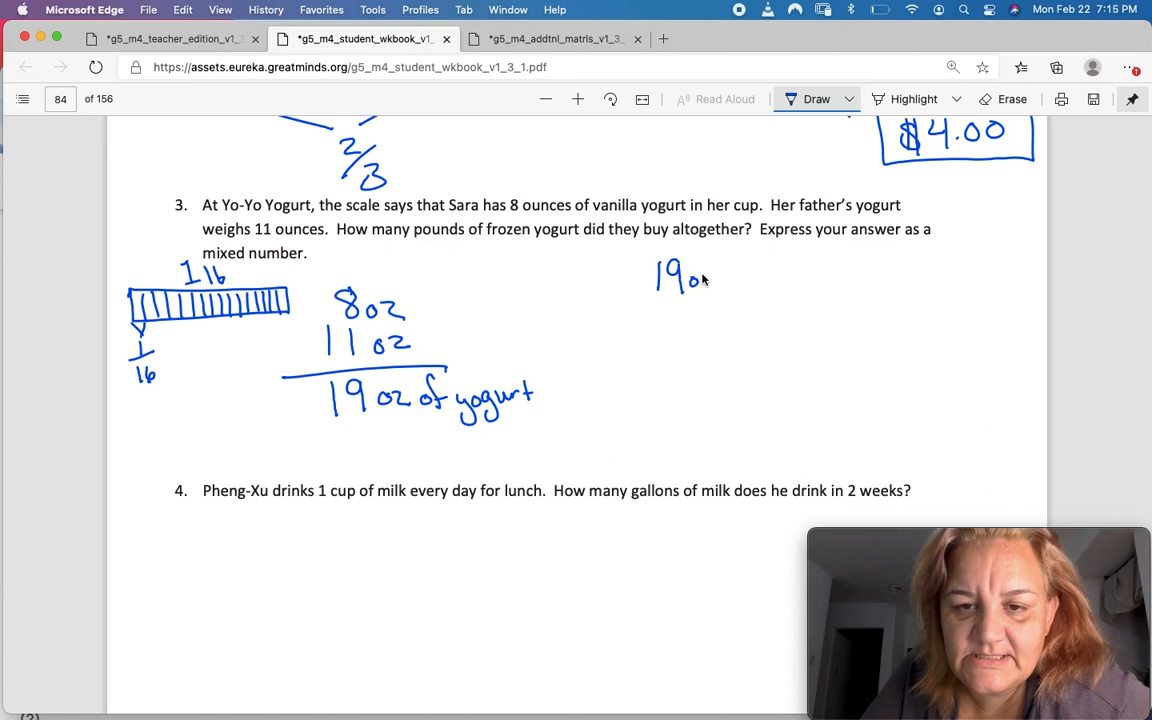 Microsoft Edge File Edit View History Favorites Tools Profiles Tab Window Help Mon Feb 22 7:15 PM
*g5_m4_teacher_edition_v1_ *g5_m4_student_wkbook_v1_ *g5_m4_addtnl_matrls_v1_3_
https://assets.eureka.greatminds.org/g5_m4_student_wkbook_v1_3_1.pdf
84 of 156 Read Aloud Draw Highlight Erase
2/3
$4.00
3. At Yo-Yo Yogurt, the scale says that Sara has 8 ounces of vanilla yogurt in her cup. Her father's yogurt
weighs 11 ounces. How many pounds of frozen yogurt did they buy altogether? Express your answer as a
mixed number.
1 lb
19o
8oz
11 oz
1
16
19 oz of yogurt
4. Pheng-Xu drinks 1 cup of milk every day for lunch. How many gallons of milk does he drink in 2 weeks?